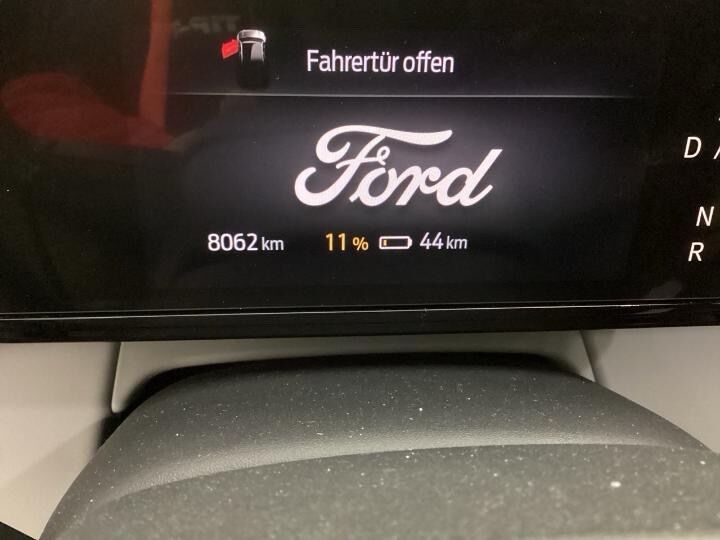 Fahrertür offen
Ford
8062 km 11 % 44 km
D
N
R